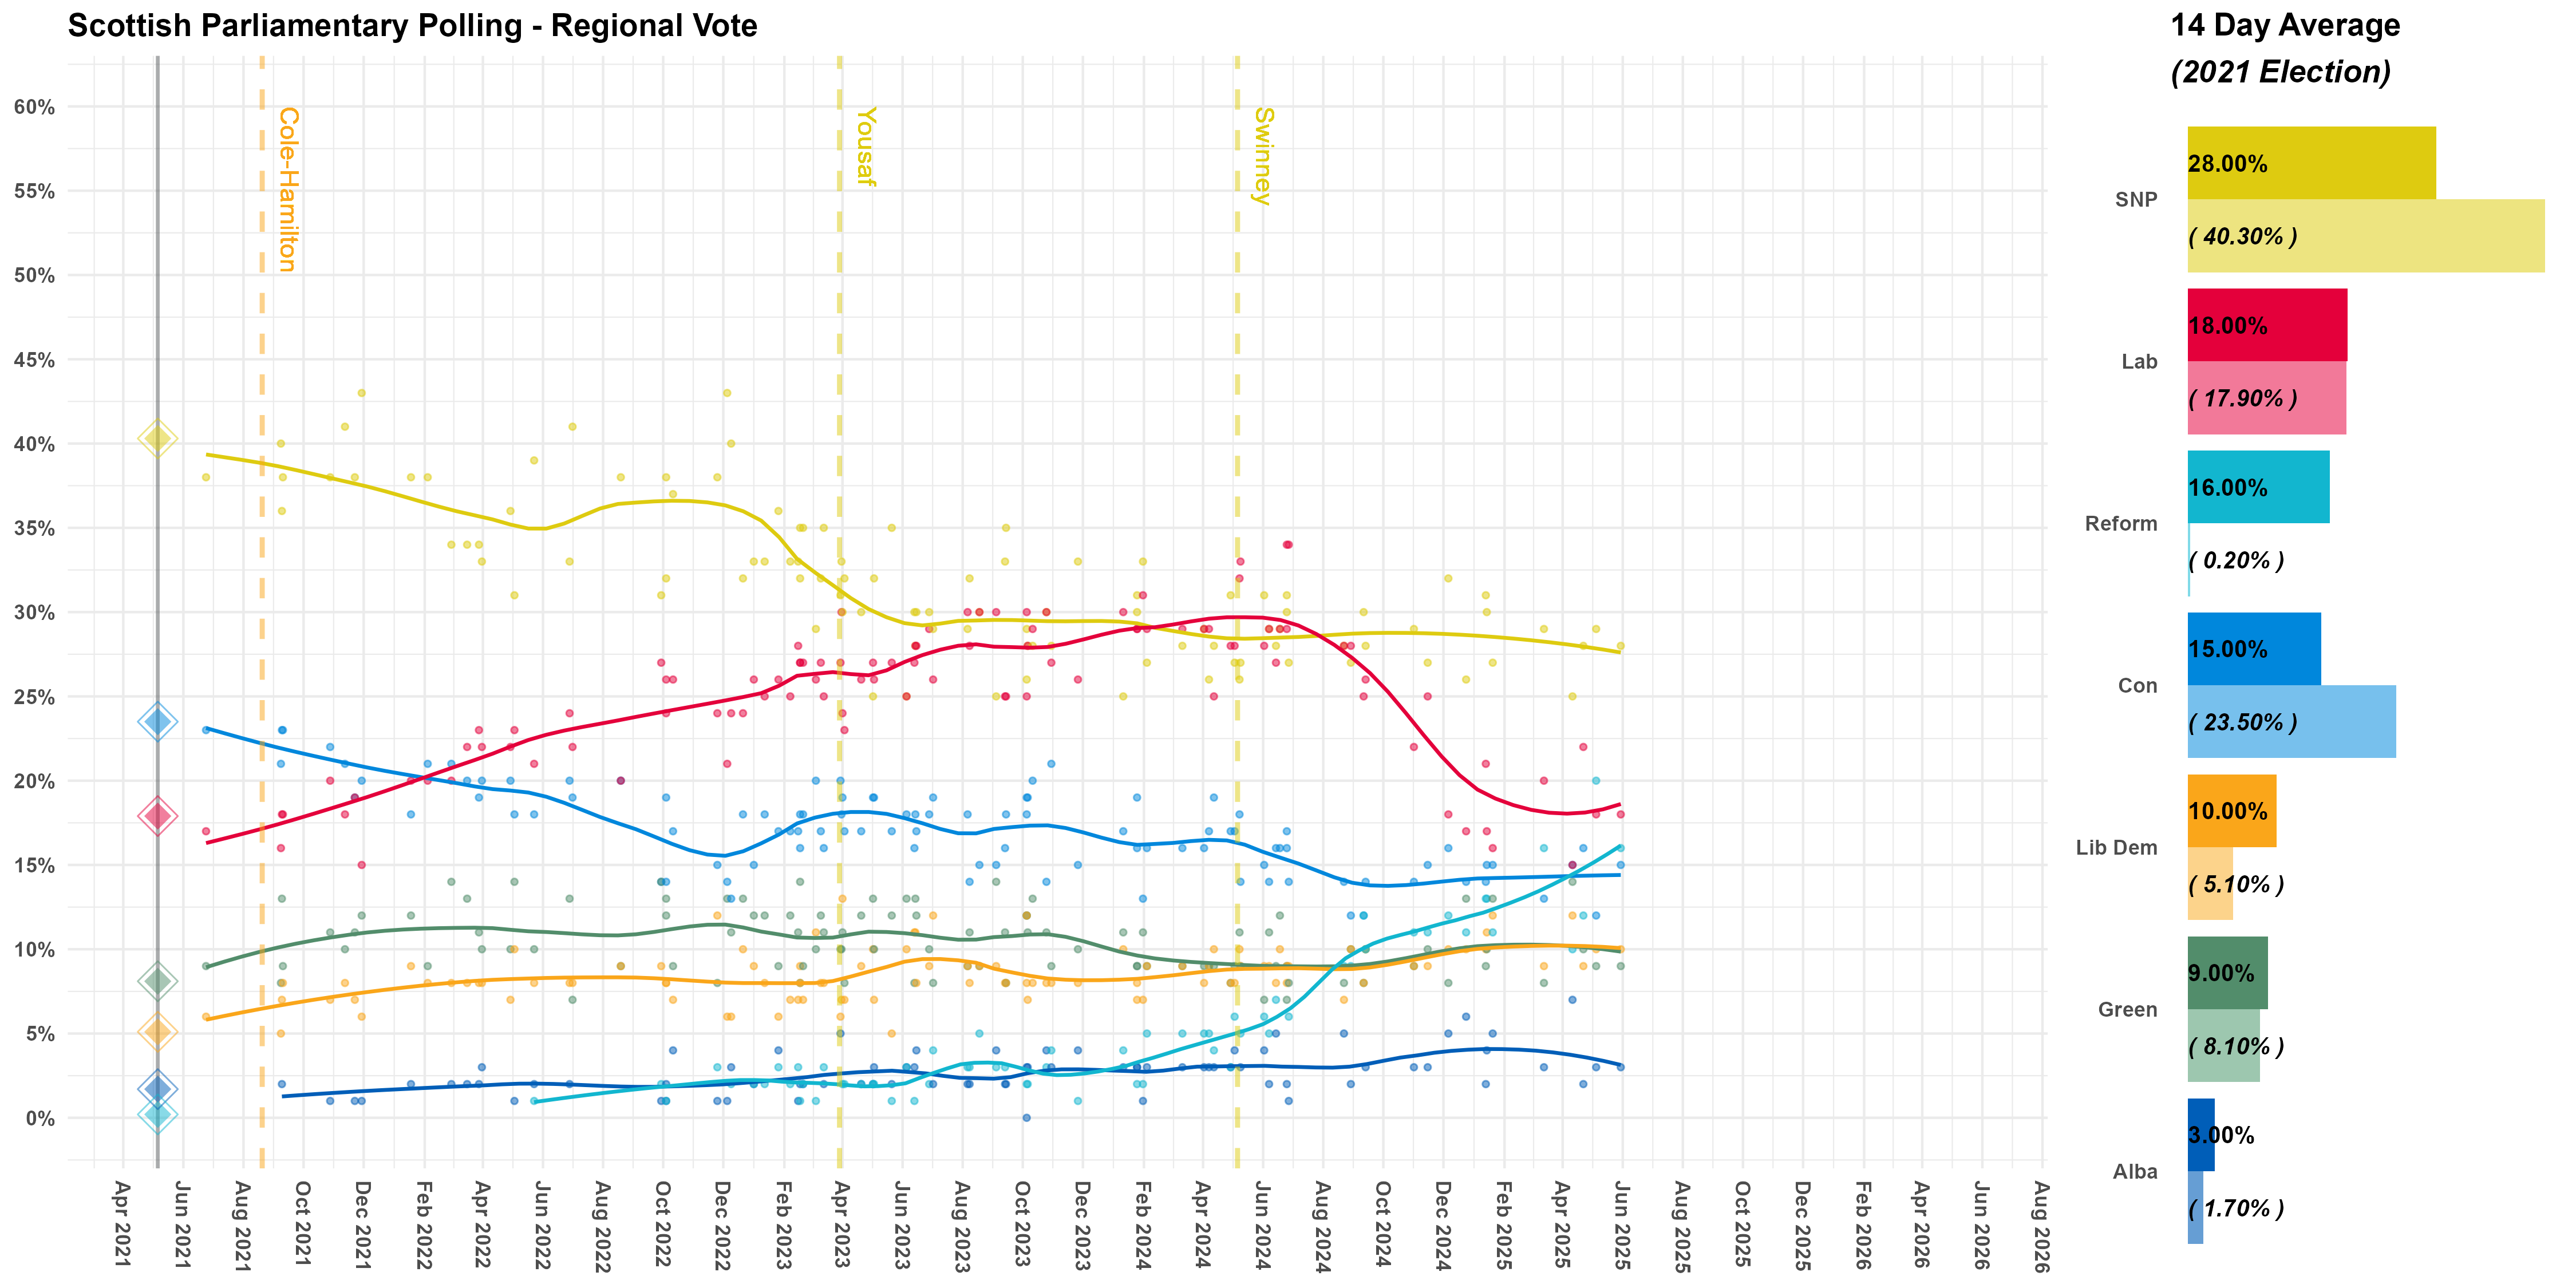 Scottish Parliamentary Polling - Regional Vote
60%
55%
50%
45%
40%
35%
30%
25%
20%
15%
10%
5%
0%
Cole-Hamilton
Yousaf
Swinney
Apr 2021
Jun 2021
Aug 2021
Oct 2021
Dec 2021
Feb 2022
Apr 2022
Jun 2022
Aug 2022
Oct 2022
Dec 2022
Feb 2023
Apr 2023
Jun 2023
Aug 2023
Oct 2023
Dec 2023
Feb 2024
Apr 2024
Jun 2024
Aug 2024
Oct 2024
Dec 2024
Feb 2025
Apr 2025
Jun 2025
Aug 2025
Oct 2025
Dec 2025
Feb 2026
Apr 2026
Jun 2026
Aug 2026
14 Day Average
(2021 Election)
SNP
28.00%
( 40.30% )
Lab
18.00%
( 17.90% )
Reform
16.00%
( 0.20% )
Con
15.00%
( 23.50% )
Lib Dem
10.00%
( 5.10% )
Green
9.00%
( 8.10% )
Alba
3.00%
( 1.70% )